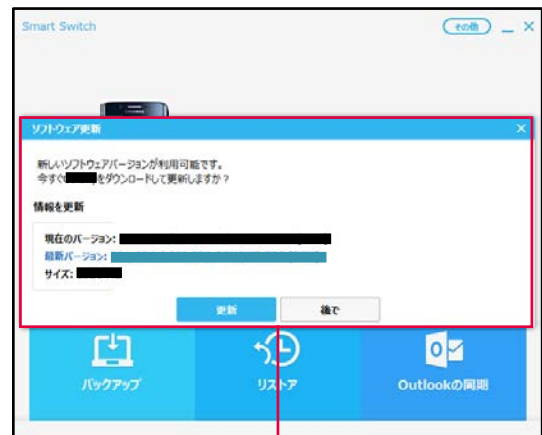 Smart Switch
その他
ソフトウェア更新
新しいソフトウェアバージョンが利用可能です。
今すぐ をダウンロードして更新しますか？
情報を更新
現在のバージョン:
最新バージョン:
サイズ:
更新 後で
バックアップ リストア Outlookの同期